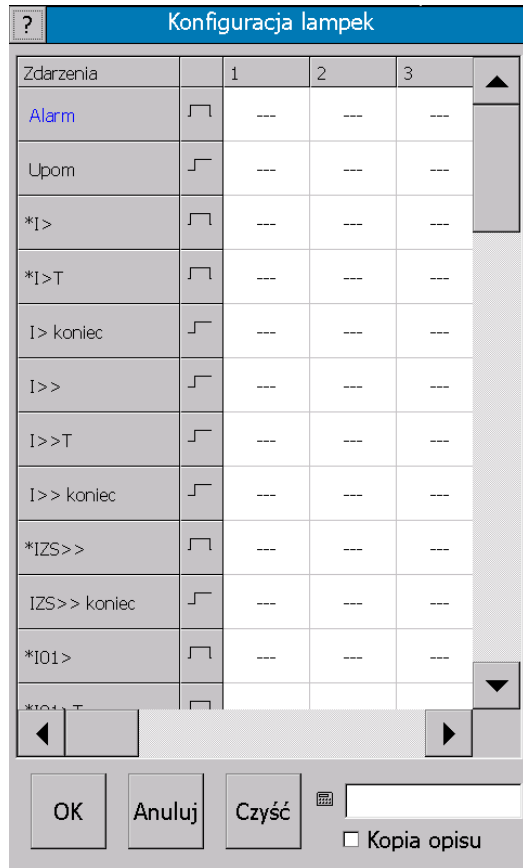 ? Konfiguracja lampek
Zdarzenia 1 2 3
Alarm --- --- ---
Upom --- --- ---
*I> --- --- ---
*I>T --- --- ---
I> koniec --- --- ---
I>> --- --- ---
I>>T --- --- ---
I>> koniec --- --- ---
*IZS>> --- --- ---
IZS>> koniec --- --- ---
*I01> --- --- ---
*I01>T
OK Anuluj Czyść
Kopia opisu